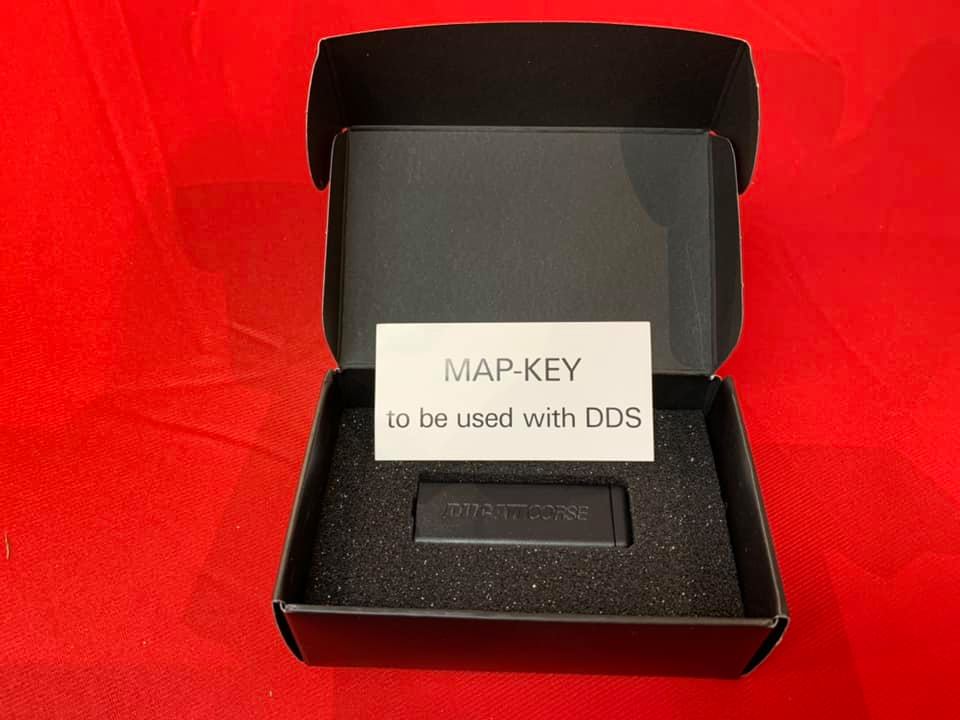 MAP-KEY
to be used with DDS
DUCATI CORSE